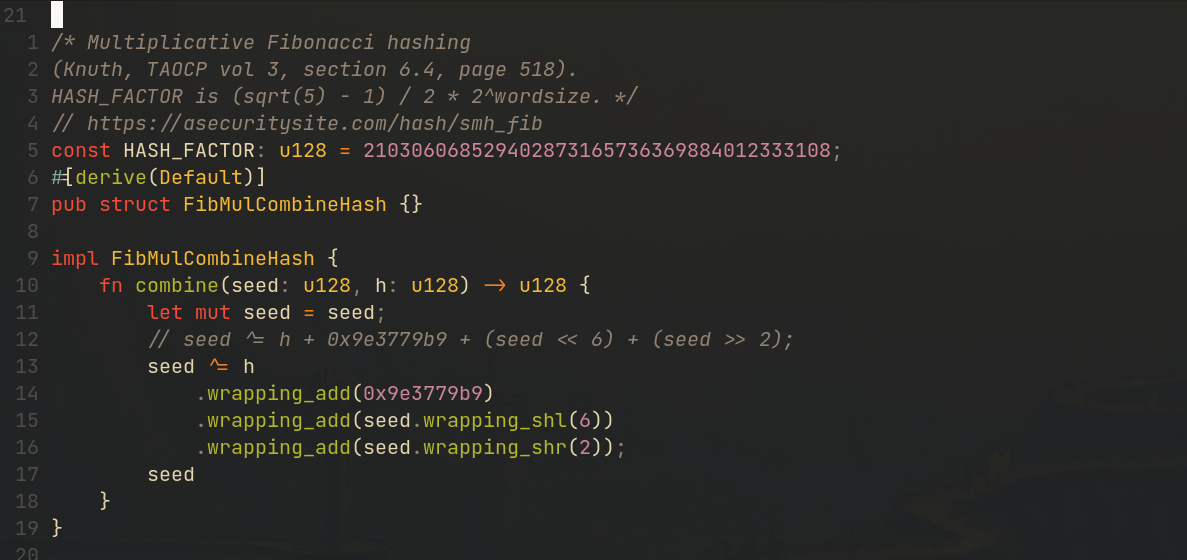 21
1 /* Multiplicative Fibonacci hashing
2 (Knuth, TAOCP vol 3, section 6.4, page 518).
3 HASH_FACTOR is (sqrt(5) - 1) / 2 * 2^wordsize. */
4 // https://asecuritysite.com/hash/smh_fib
5 const HASH_FACTOR: u128 = 210306068529402873165736369884012333108;
6 #[derive(Default)]
7 pub struct FibMulCombineHash {}
8
9 impl FibMulCombineHash {
10 fn combine(seed: u128, h: u128) -> u128 {
11 let mut seed = seed;
12 // seed ^= h + 0x9e3779b9 + (seed << 6) + (seed >> 2);
13 seed ^= h
14 .wrapping_add(0x9e3779b9)
15 .wrapping_add(seed.wrapping_shl(6))
16 .wrapping_add(seed.wrapping_shr(2));
17 seed
18 }
19 }
20